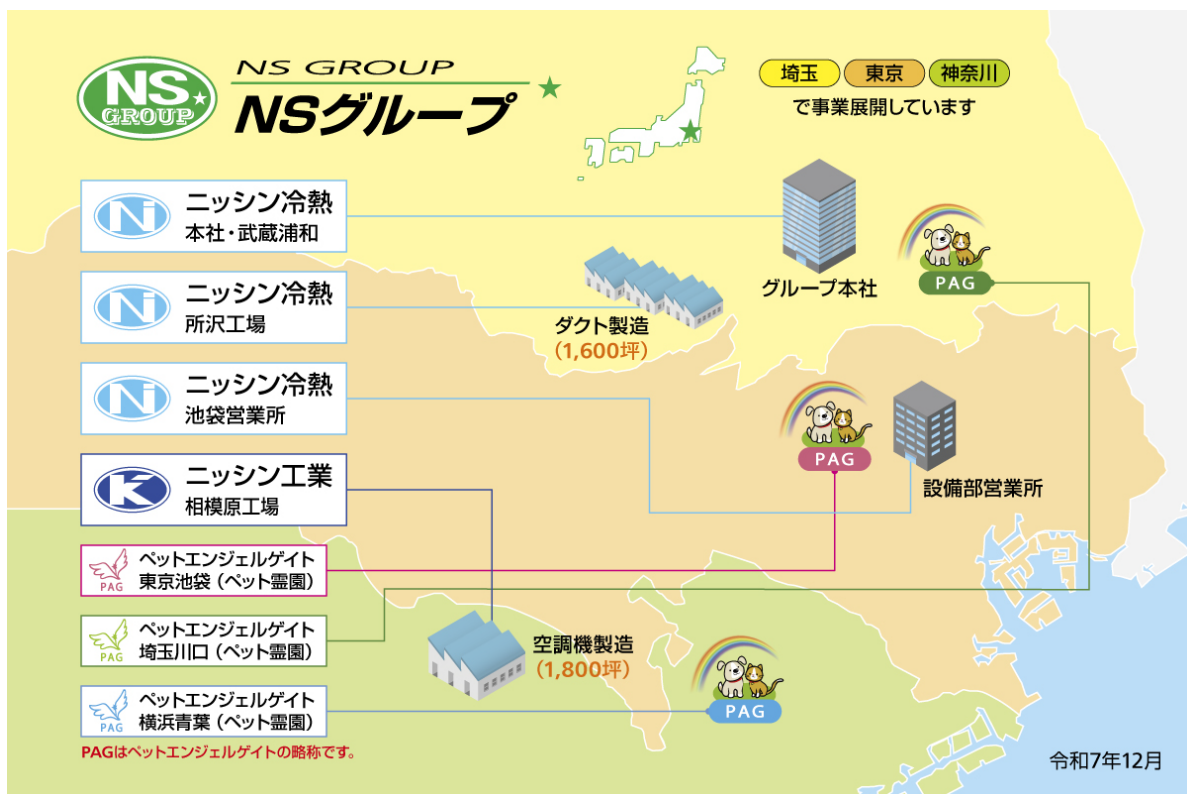 NS
GROUP
NS GROUP
NSグループ
埼玉 東京 神奈川
で事業展開しています
Ni
ニッシン冷熱
本社・武蔵浦和
Ni
ニッシン冷熱
所沢工場
Ni
ニッシン冷熱
池袋営業所
K
ニッシン工業
相模原工場
PAG
ペットエンジェルゲイト
東京池袋（ペット霊園）
PAG
ペットエンジェルゲイト
埼玉川口（ペット霊園）
PAG
ペットエンジェルゲイト
横浜青葉（ペット霊園）
PAGはペットエンジェルゲイトの略称です。
グループ本社
PAG
ダクト製造
（1,600坪）
PAG
設備部営業所
空調機製造
（1,800坪）
PAG
令和7年12月